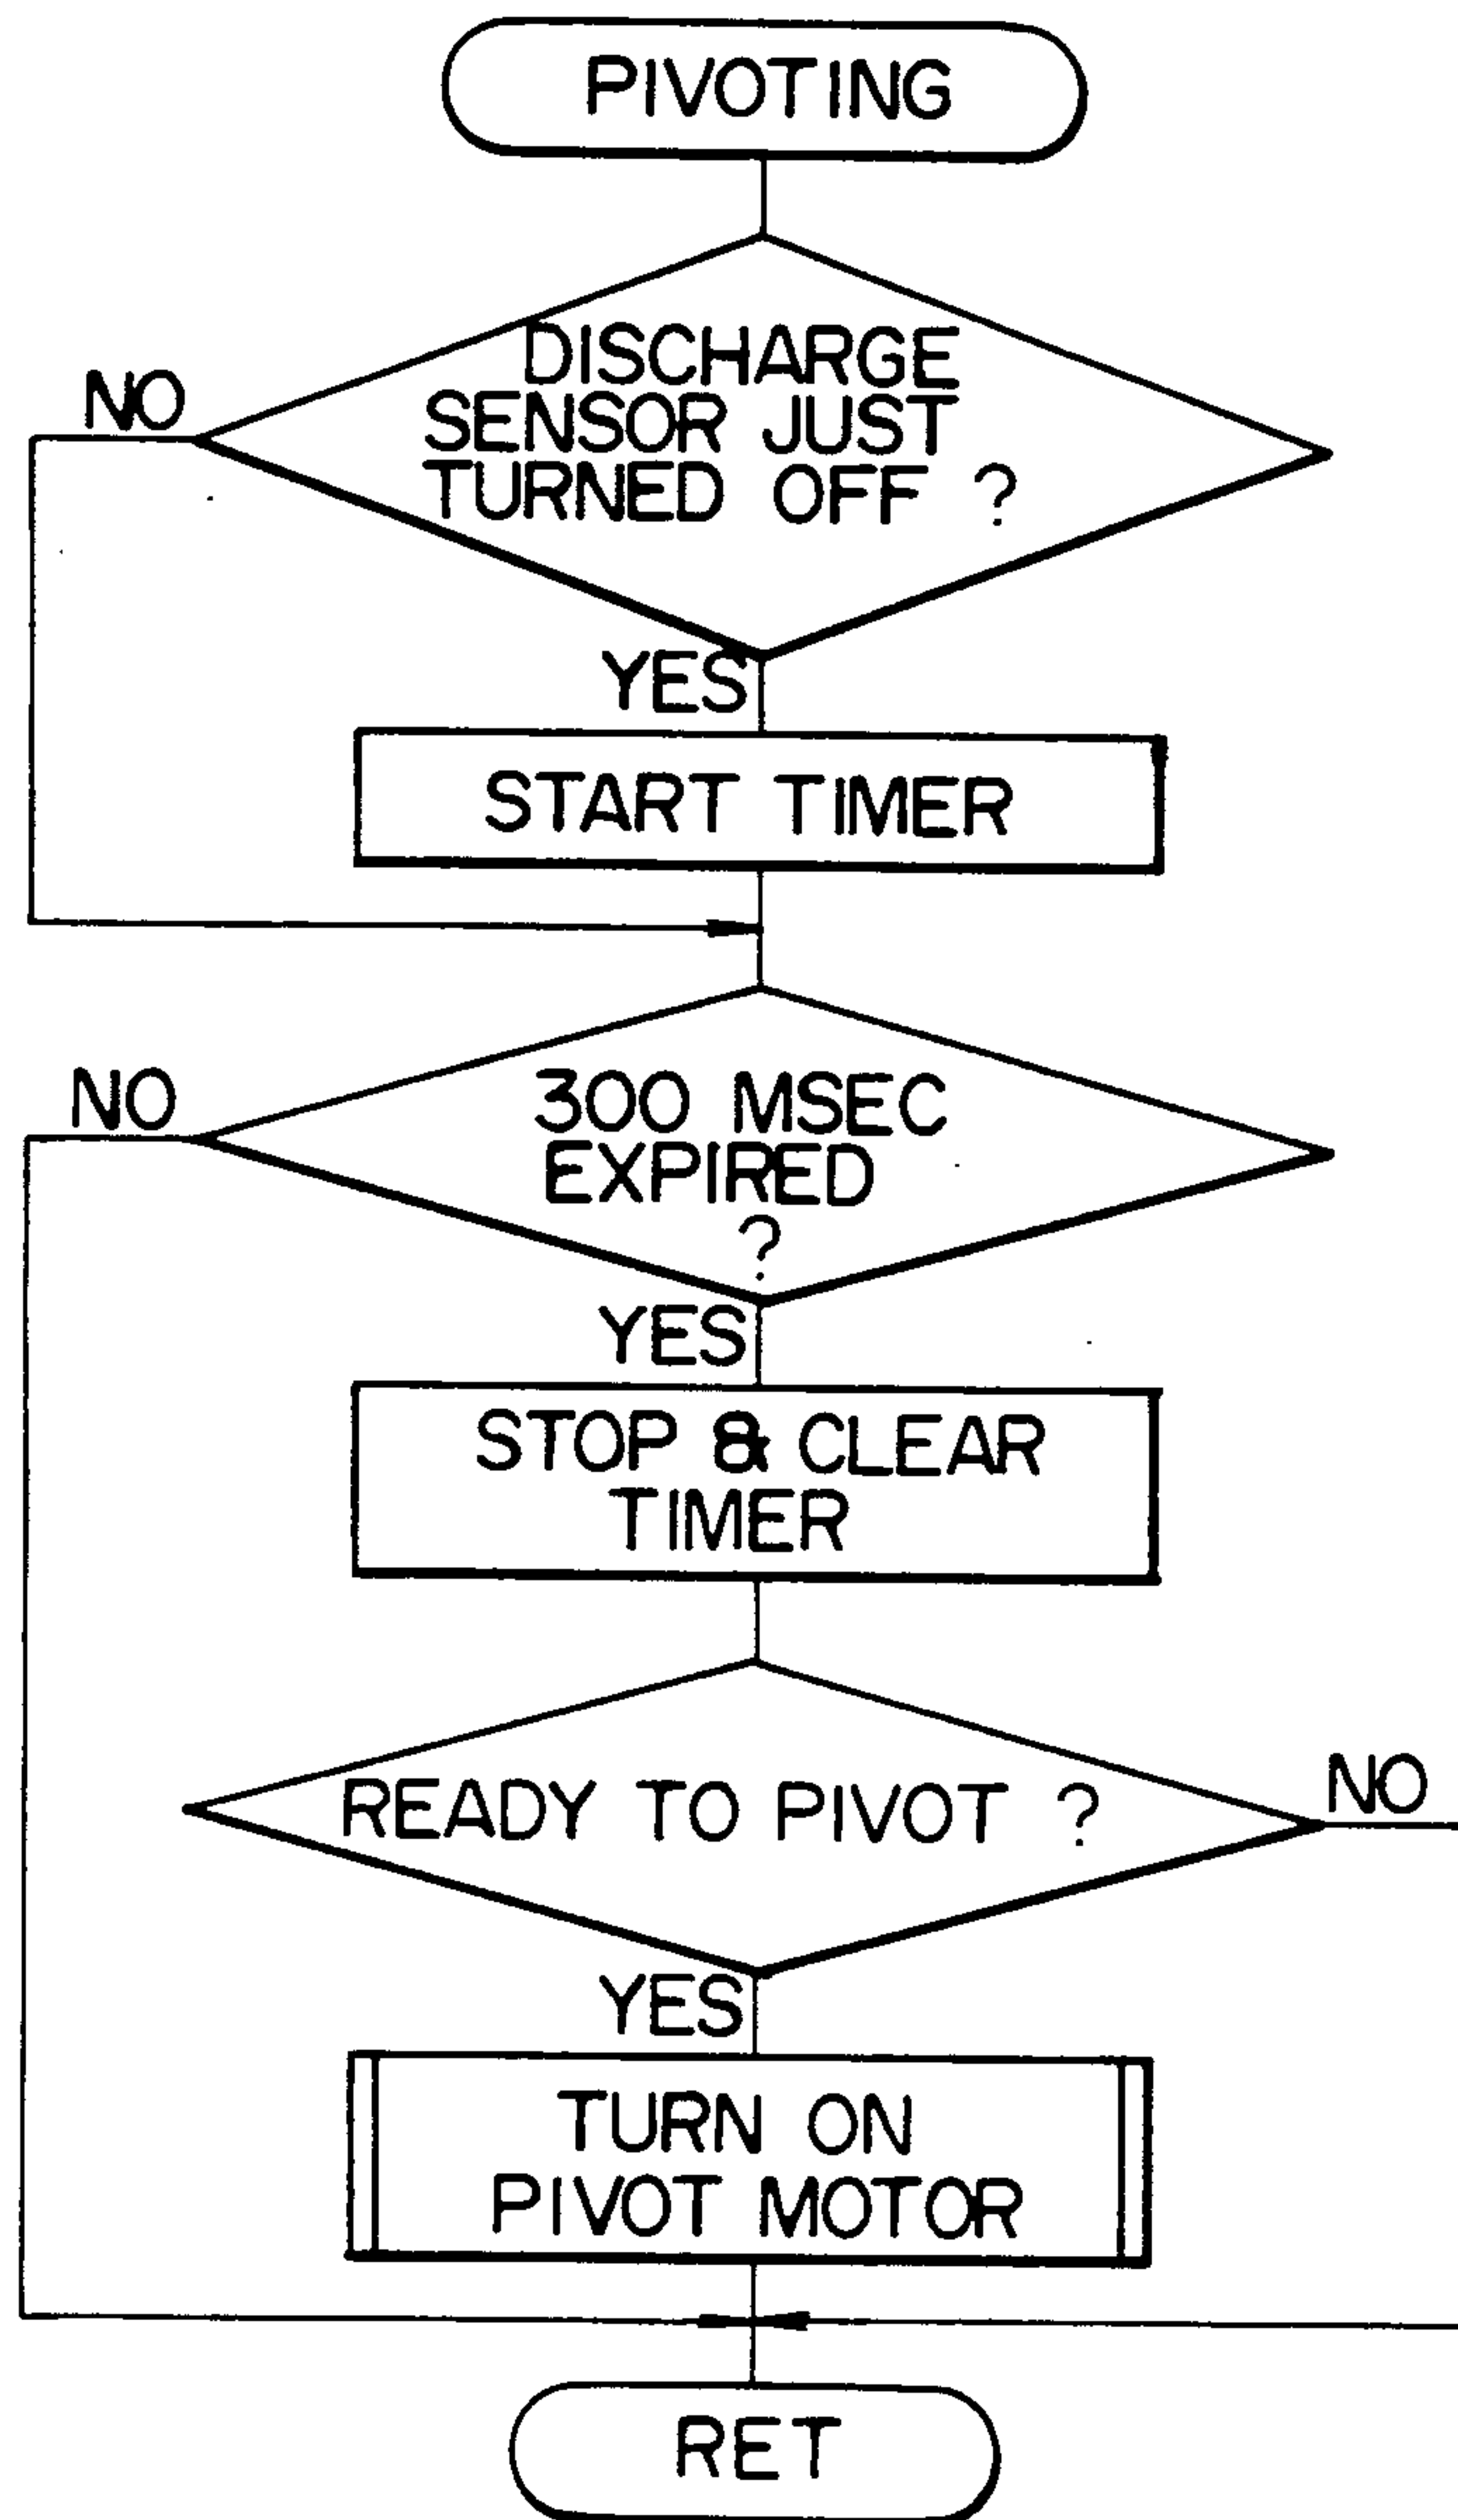 PIVOTING
DISCHARGE
NO
SENSOR JUST
TURNED OFF ?
YES
START TIMER
NO
300 MSEC
EXPIRED
?
YES
STOP & CLEAR
TIMER
READY TO PIVOT ?
NO
YES
TURN ON
PIVOT MOTOR
RET